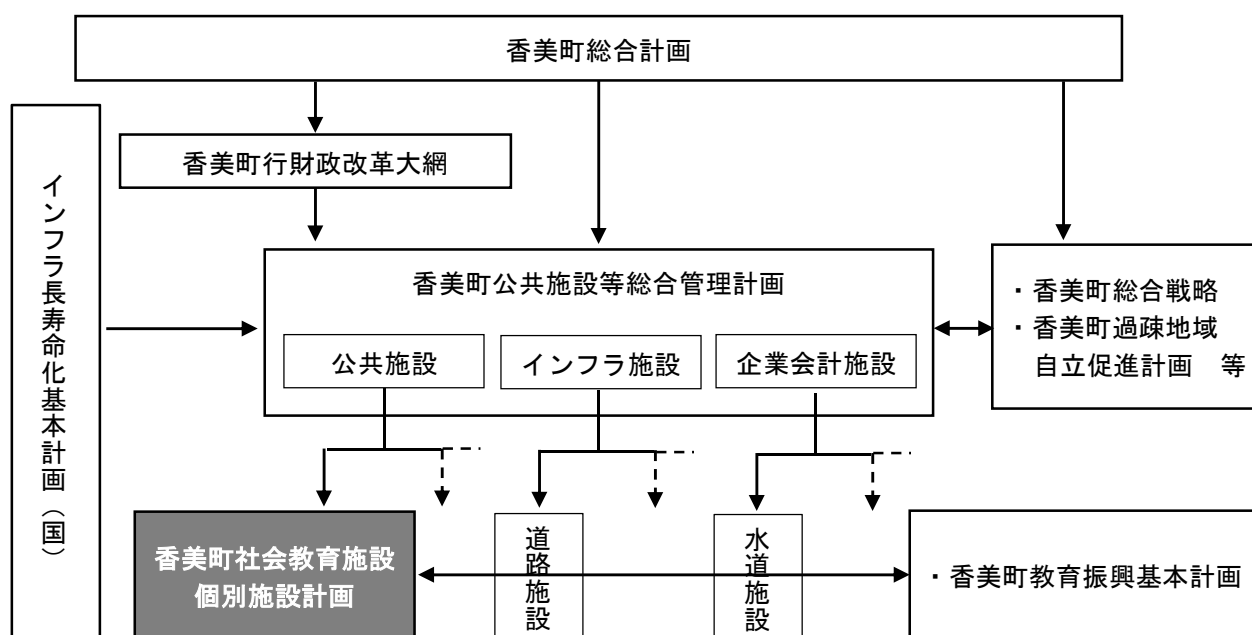 香美町総合計画
インフラ長寿命化基本計画（国）
香美町行財政改革大綱
香美町公共施設等総合管理計画
公共施設
インフラ施設
企業会計施設
・香美町総合戦略
・香美町過疎地域
自立促進計画　等
香美町社会教育施設
個別施設計画
道路施設
水道施設
・香美町教育振興基本計画